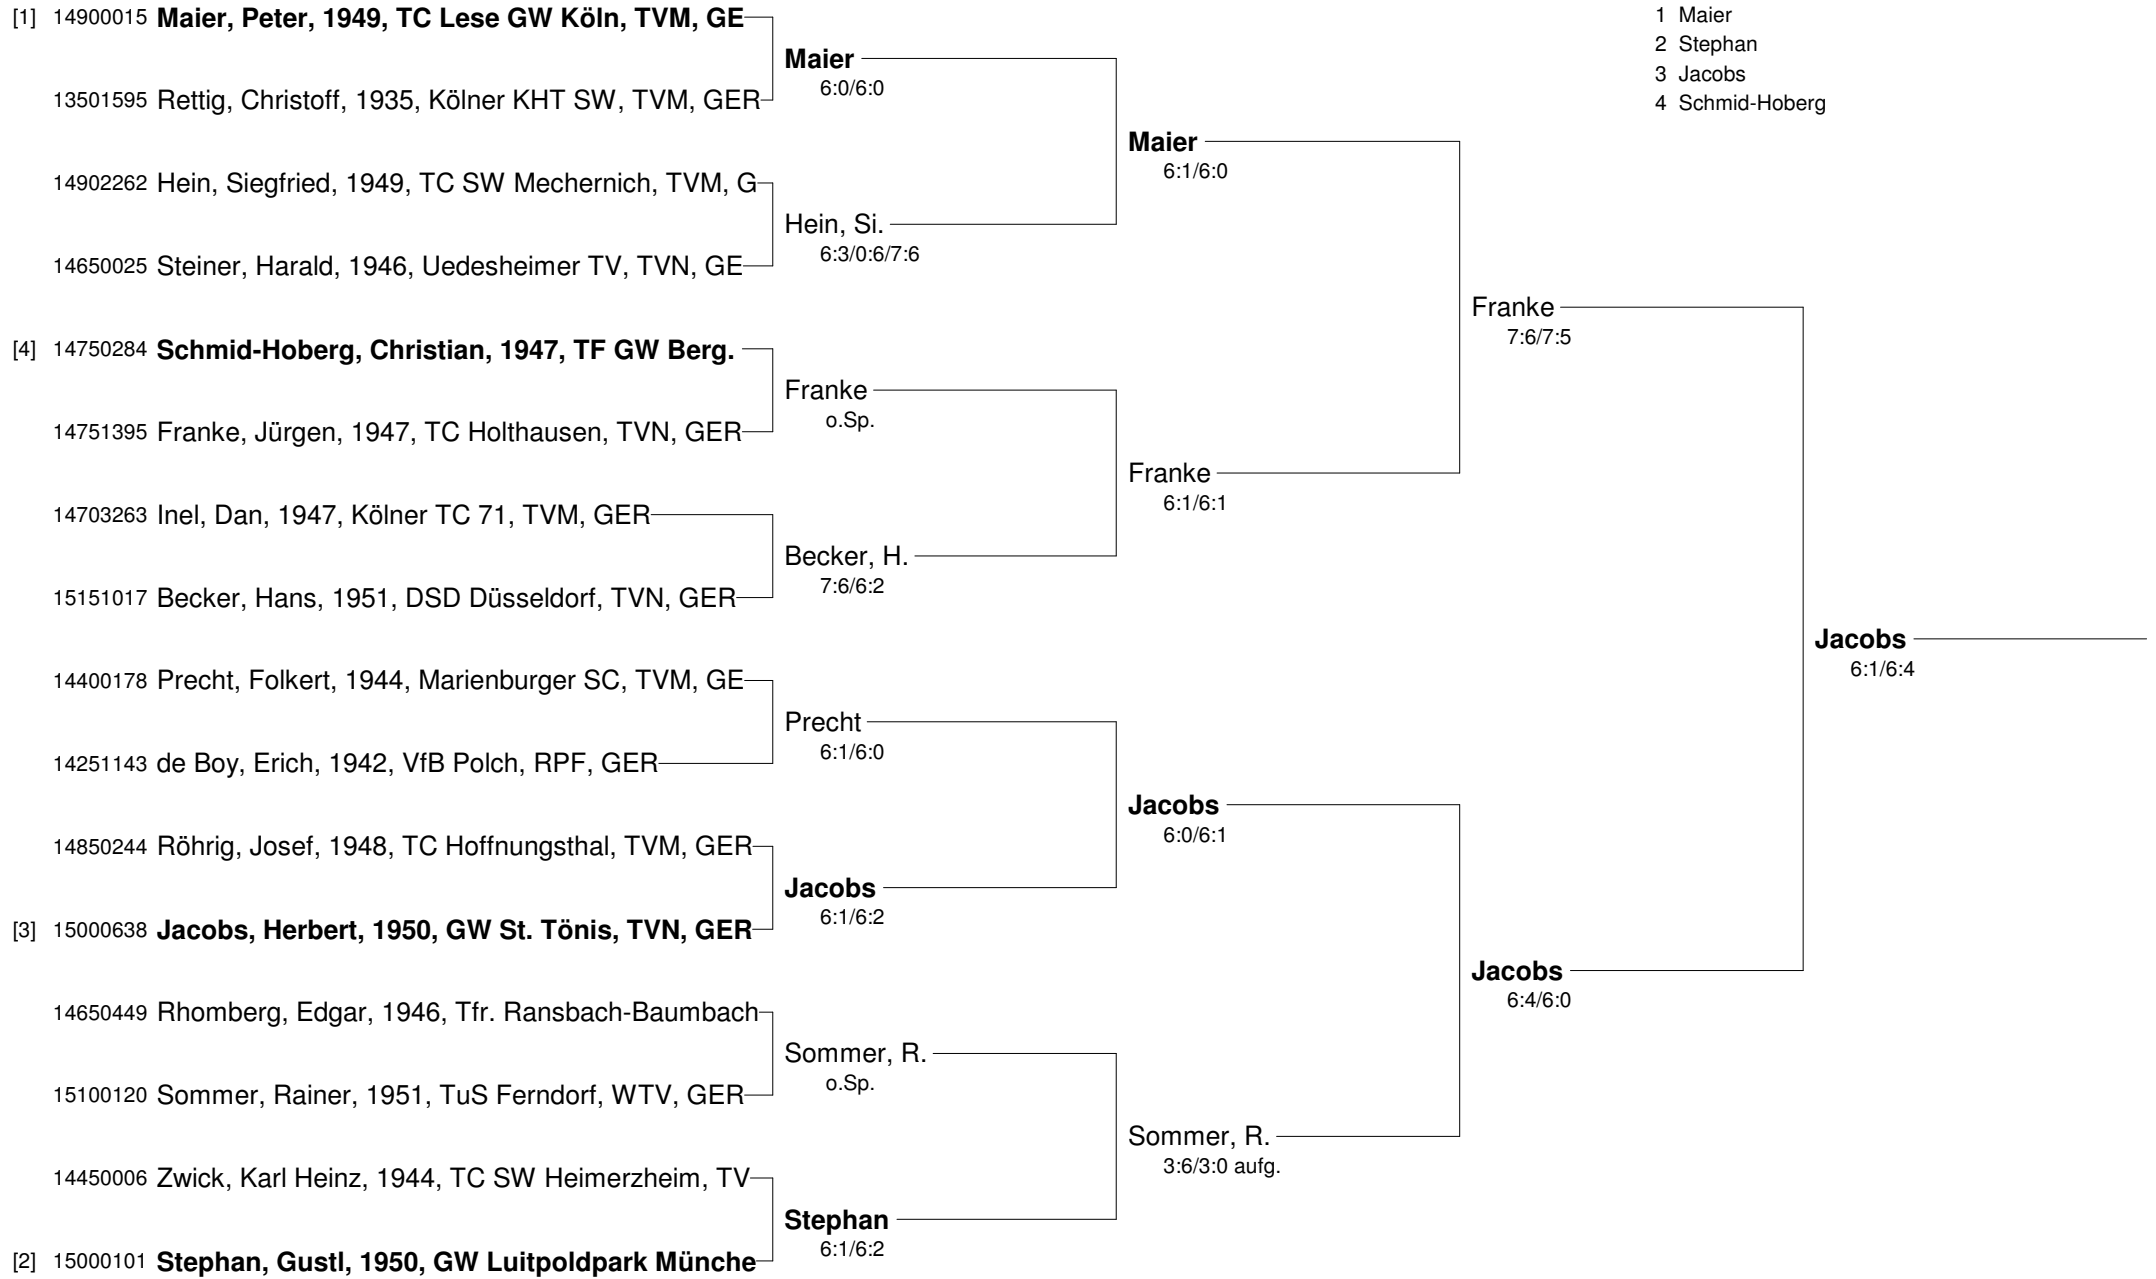 [1] 14900015 Maier, Peter, 1949, TC Lese GW Köln, TVM, GE
13501595 Rettig, Christoff, 1935, Kölner KHT SW, TVM, GER
14902262 Hein, Siegfried, 1949, TC SW Mechernich, TVM, G
14650025 Steiner, Harald, 1946, Uedesheimer TV, TVN, GE
[4] 14750284 Schmid-Hoberg, Christian, 1947, TF GW Berg.
14751395 Franke, Jürgen, 1947, TC Holthausen, TVN, GER
14703263 Inel, Dan, 1947, Kölner TC 71, TVM, GER
15151017 Becker, Hans, 1951, DSD Düsseldorf, TVN, GER
14400178 Precht, Folkert, 1944, Marienburger SC, TVM, GE
14251143 de Boy, Erich, 1942, VfB Polch, RPF, GER
14850244 Röhrig, Josef, 1948, TC Hoffnungsthal, TVM, GER
[3] 15000638 Jacobs, Herbert, 1950, GW St. Tönis, TVN, GER
14650449 Rhomberg, Edgar, 1946, Tfr. Ransbach-Baumbach
15100120 Sommer, Rainer, 1951, TuS Ferndorf, WTV, GER
14450006 Zwick, Karl Heinz, 1944, TC SW Heimerzheim, TV
[2] 15000101 Stephan, Gustl, 1950, GW Luitpoldpark Münche
Maier
6:0/6:0
Hein, Si.
6:3/0:6/7:6
Franke
o.Sp.
Becker, H.
7:6/6:2
Precht
6:1/6:0
Jacobs
6:1/6:2
Sommer, R.
o.Sp.
Stephan
6:1/6:2
Maier
6:1/6:0
Franke
6:1/6:1
Jacobs
6:0/6:1
Sommer, R.
3:6/3:0 aufg.
Franke
7:6/7:5
Jacobs
6:4/6:0
Jacobs
6:1/6:4
1 Maier
2 Stephan
3 Jacobs
4 Schmid-Hoberg